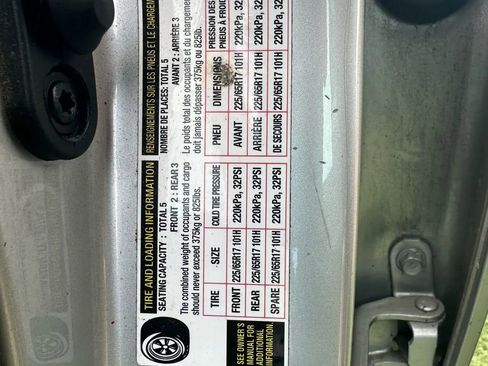 TIRE AND LOADING INFORMATION
SEATING CAPACITY : TOTAL 5
FRONT 2 : REAR 3
The combined weight of occupants and cargo
should never exceed 375kg or 825lbs.
TIRE SIZE COLD TIRE PRESSURE
FRONT 225/65R17 101H 220kPa, 32PSI
REAR 225/65R17 101H 220kPa, 32PSI
SPARE 225/65R17 101H 220kPa, 32PSI
SEE OWNER'S
MANUAL FOR
ADDITIONAL
INFORMATION
RENSEIGNEMENTS SUR LES PNEUS ET LE CHARGEMENT
NOMBRE DE PLACES: TOTAL 5
AVANT 2 : ARRIÈRE 3
Le poids total des occupants et du chargement
doit jamais dépasser 375kg ou 825lb.
PNEU DIMENSIONS PRESSION DES
PNEUS À FROID
AVANT 225/65R17 101H 220kPa, 32
ARRIÈRE 225/65R17 101H 220kPa, 32
DE SECOURS 225/65R17 101H 220kPa, 32